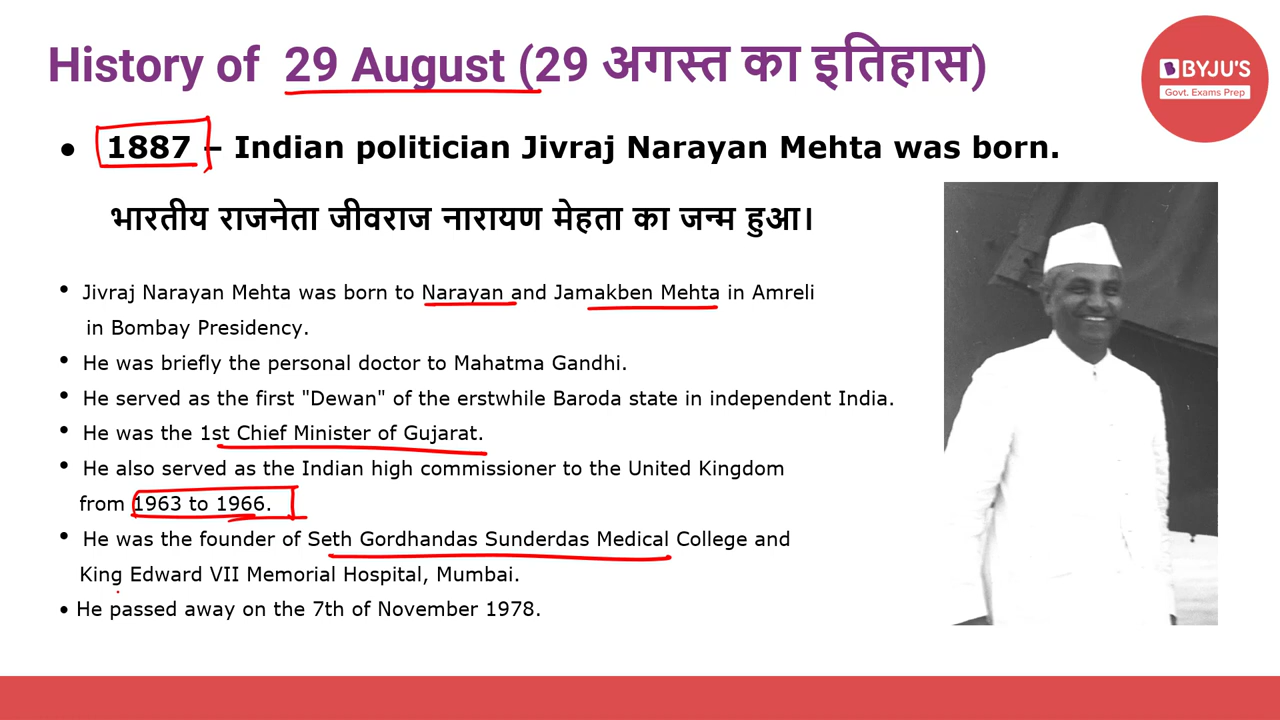 History of 29 August (29 अगस्त का इतिहास)
BYJU'S
Govt. Exams Prep
● 1887 – Indian politician Jivraj Narayan Mehta was born.
भारतीय राजनेता जीवराज नारायण मेहता का जन्म हुआ।
• Jivraj Narayan Mehta was born to Narayan and Jamakben Mehta in Amreli
in Bombay Presidency.
• He was briefly the personal doctor to Mahatma Gandhi.
• He served as the first "Dewan" of the erstwhile Baroda state in independent India.
• He was the 1st Chief Minister of Gujarat.
• He also served as the Indian high commissioner to the United Kingdom
from 1963 to 1966.
• He was the founder of Seth Gordhandas Sunderdas Medical College and
King Edward VII Memorial Hospital, Mumbai.
• He passed away on the 7th of November 1978.